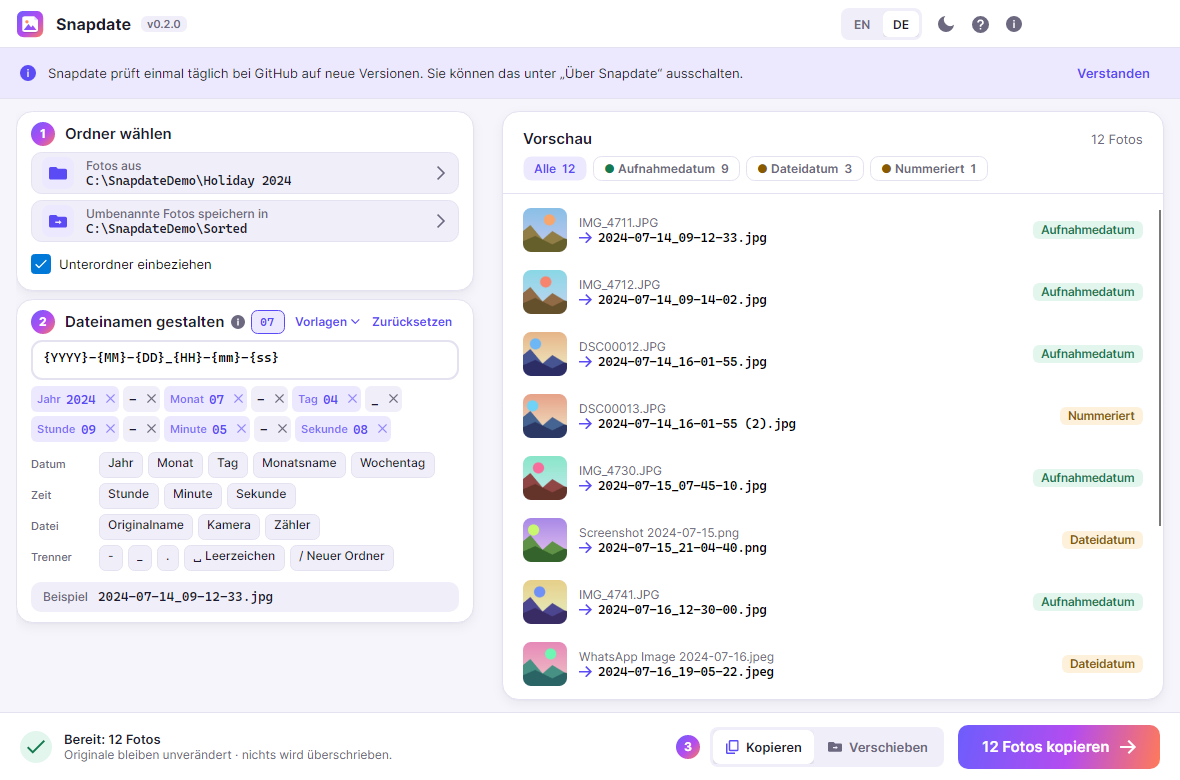 Snapdate v0.2.0 EN DE
Snapdate prüft einmal täglich bei GitHub auf neue Versionen. Sie können das unter „Über Snapdate“ ausschalten. Verstanden
1 Ordner wählen
Fotos aus
C:\SnapdateDemo\Holiday 2024
Umbenannte Fotos speichern in
C:\SnapdateDemo\Sorted
Unterordner einbeziehen
2 Dateinamen gestalten 07 Vorlagen Zurücksetzen
{YYYY}-{MM}-{DD}_{HH}-{mm}-{ss}
Jahr 2024 × - × Monat 07 × - × Tag 04 × _ ×
Stunde 09 × - × Minute 05 × - × Sekunde 08 ×
Datum Jahr Monat Tag Monatsname Wochentag
Zeit Stunde Minute Sekunde
Datei Originalname Kamera Zähler
Trenner - _ . ␣ Leerzeichen / Neuer Ordner
Beispiel 2024-07-14_09-12-33.jpg
Vorschau 12 Fotos
Alle 12 Aufnahmedatum 9 Dateidatum 3 Nummeriert 1
IMG_4711.JPG
→ 2024-07-14_09-12-33.jpg Aufnahmedatum
IMG_4712.JPG
→ 2024-07-14_09-14-02.jpg Aufnahmedatum
DSC00012.JPG
→ 2024-07-14_16-01-55.jpg Aufnahmedatum
DSC00013.JPG
→ 2024-07-14_16-01-55 (2).jpg Nummeriert
IMG_4730.JPG
→ 2024-07-15_07-45-10.jpg Aufnahmedatum
Screenshot 2024-07-15.png
→ 2024-07-15_21-04-40.png Dateidatum
IMG_4741.JPG
→ 2024-07-16_12-30-00.jpg Aufnahmedatum
WhatsApp Image 2024-07-16.jpeg
→ 2024-07-16_19-05-22.jpeg Dateidatum
Bereit: 12 Fotos
Originale bleiben unverändert · nichts wird überschrieben.
3 Kopieren Verschieben 12 Fotos kopieren →